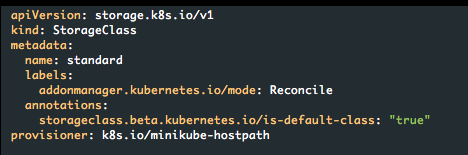 apiVersion: storage.k8s.io/v1
kind: StorageClass
metadata:
  name: standard
  labels:
    addonmanager.kubernetes.io/mode: Reconcile
  annotations:
    storageclass.beta.kubernetes.io/is-default-class: "true"
provisioner: k8s.io/minikube-hostpath